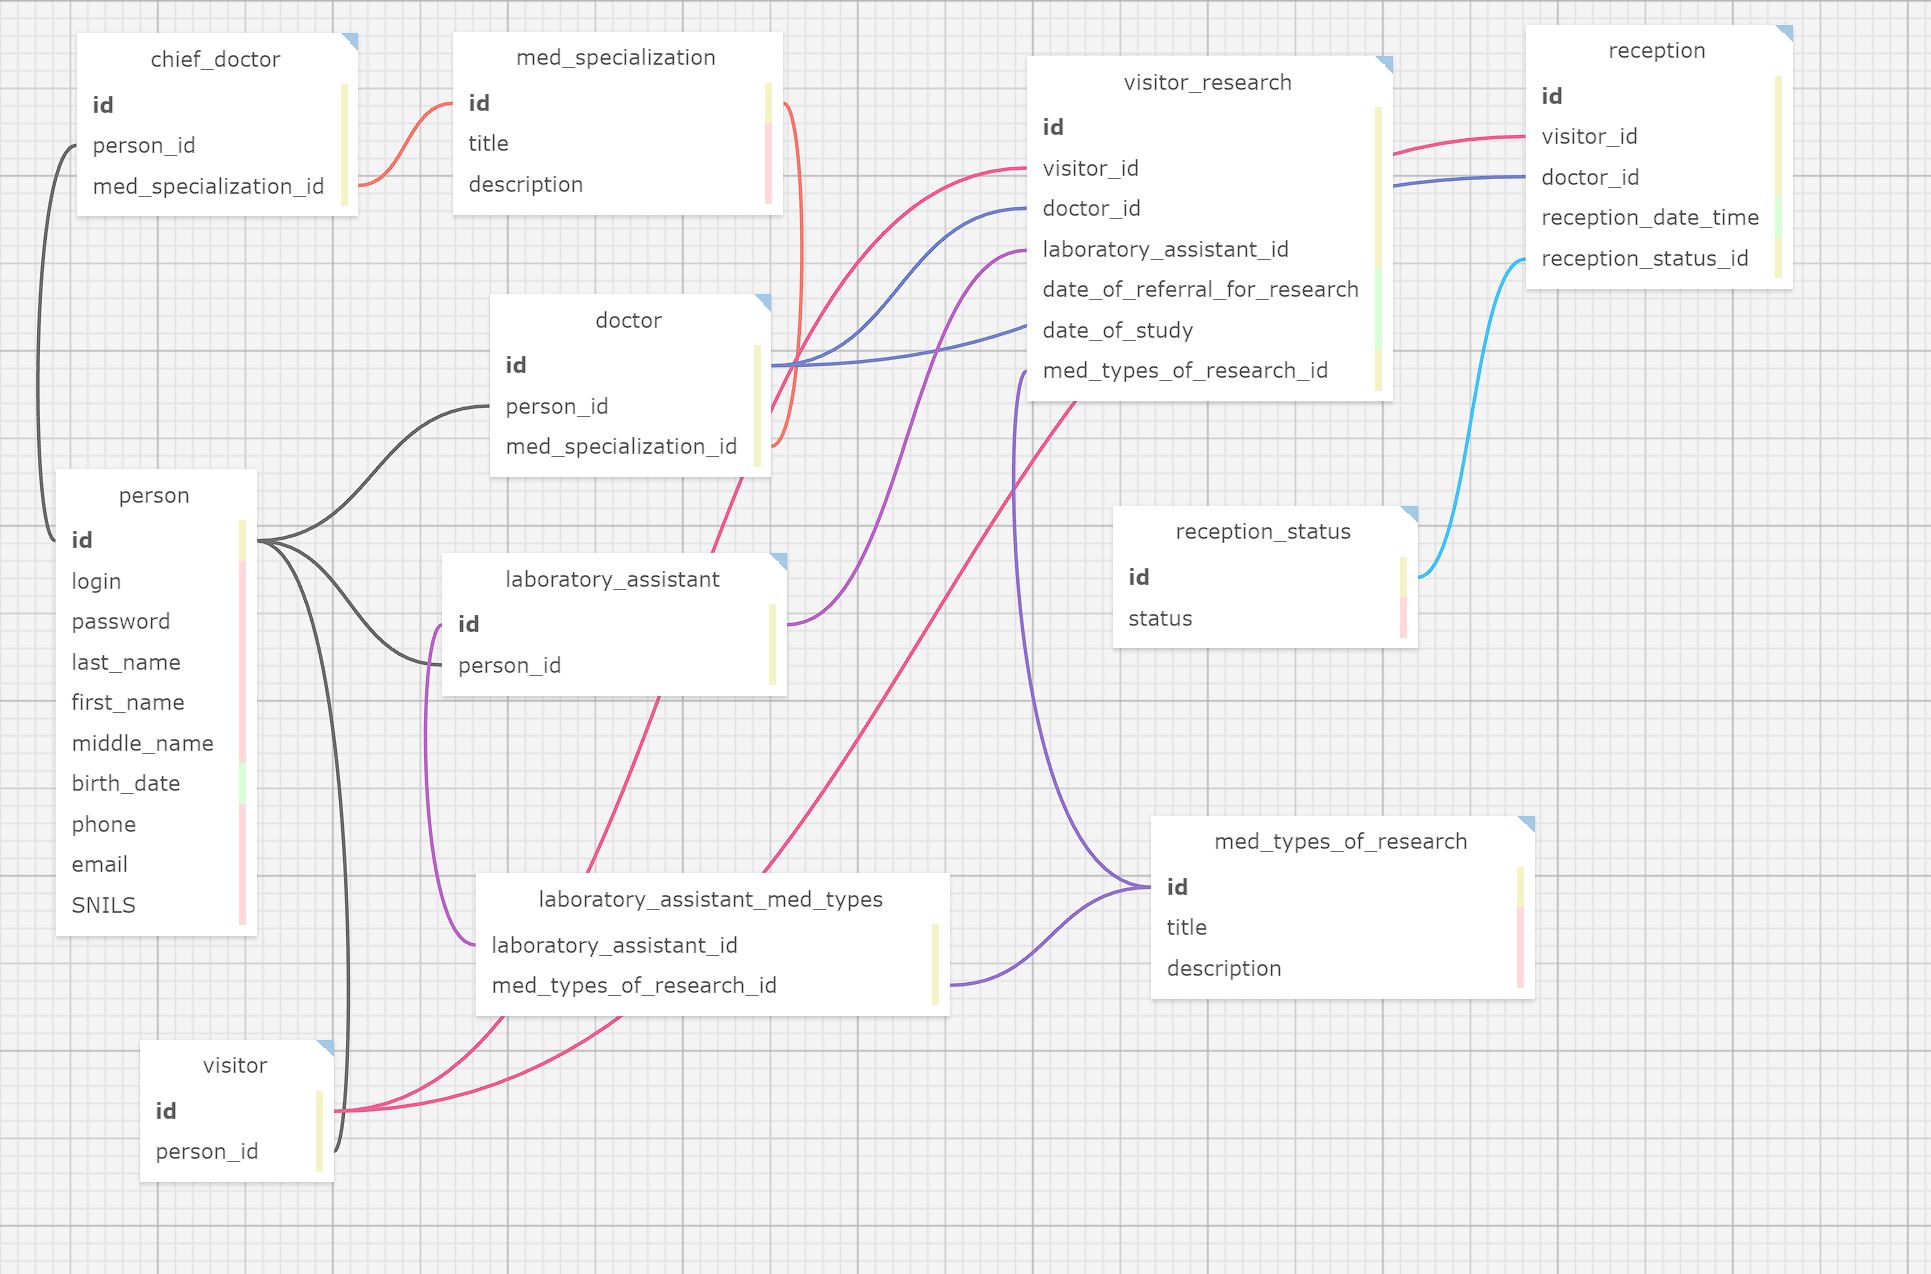 chief_doctor
id
person_id
med_specialization_id
med_specialization
id
title
description
visitor_research
id
visitor_id
doctor_id
laboratory_assistant_id
date_of_referral_for_research
date_of_study
med_types_of_research_id
reception
id
visitor_id
doctor_id
reception_date_time
reception_status_id
doctor
id
person_id
med_specialization_id
person
id
login
password
last_name
first_name
middle_name
birth_date
phone
email
SNILS
laboratory_assistant
id
person_id
reception_status
id
status
laboratory_assistant_med_types
laboratory_assistant_id
med_types_of_research_id
med_types_of_research
id
title
description
visitor
id
person_id